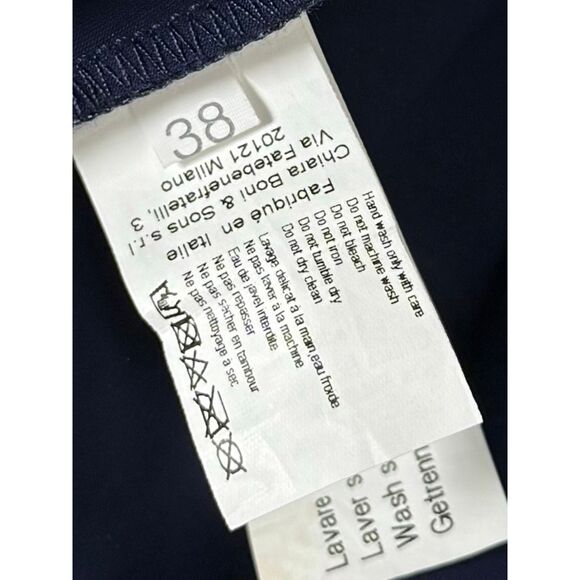 38
Fabriqué en Italie
Chiara Boni & Sons s.r.l
Via Fatebenefratelli, 3
20121 Milano
Hand wash only with care
Do not machine wash
Do not bleach
Do not iron
Do not tumble dry
Do not dry clean
Lavage délicat à la main,eau froide
Ne pas laver à la machine
Eau de javel interdite
Ne pas repasser
Ne pas sacher en tambour
Ne pas nettoyage a sec
Lavare
Laver s
Wash s
Getrenn